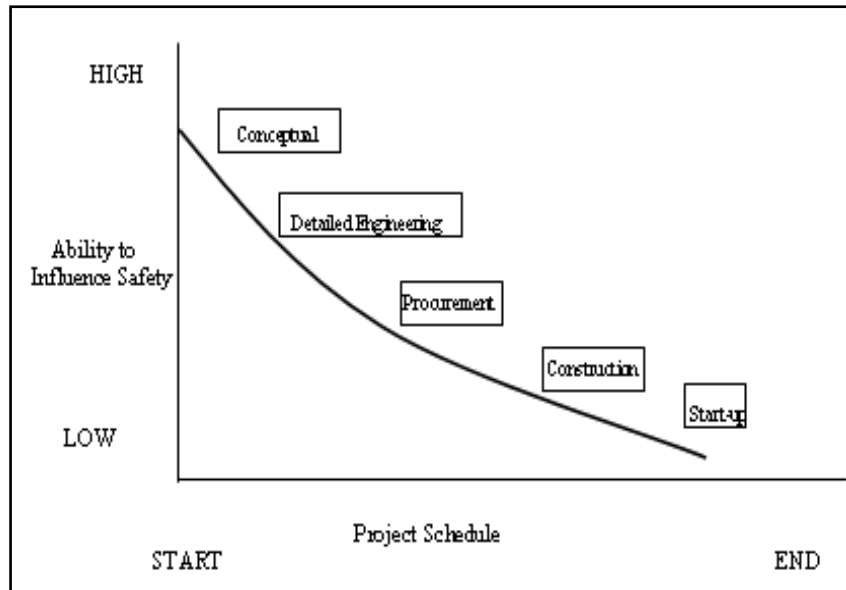 HIGH
Conceptual
Detailed Engineering
Ability to
Influence Safety
Procurement
Construction
Start-up
LOW
Project Schedule
START
END